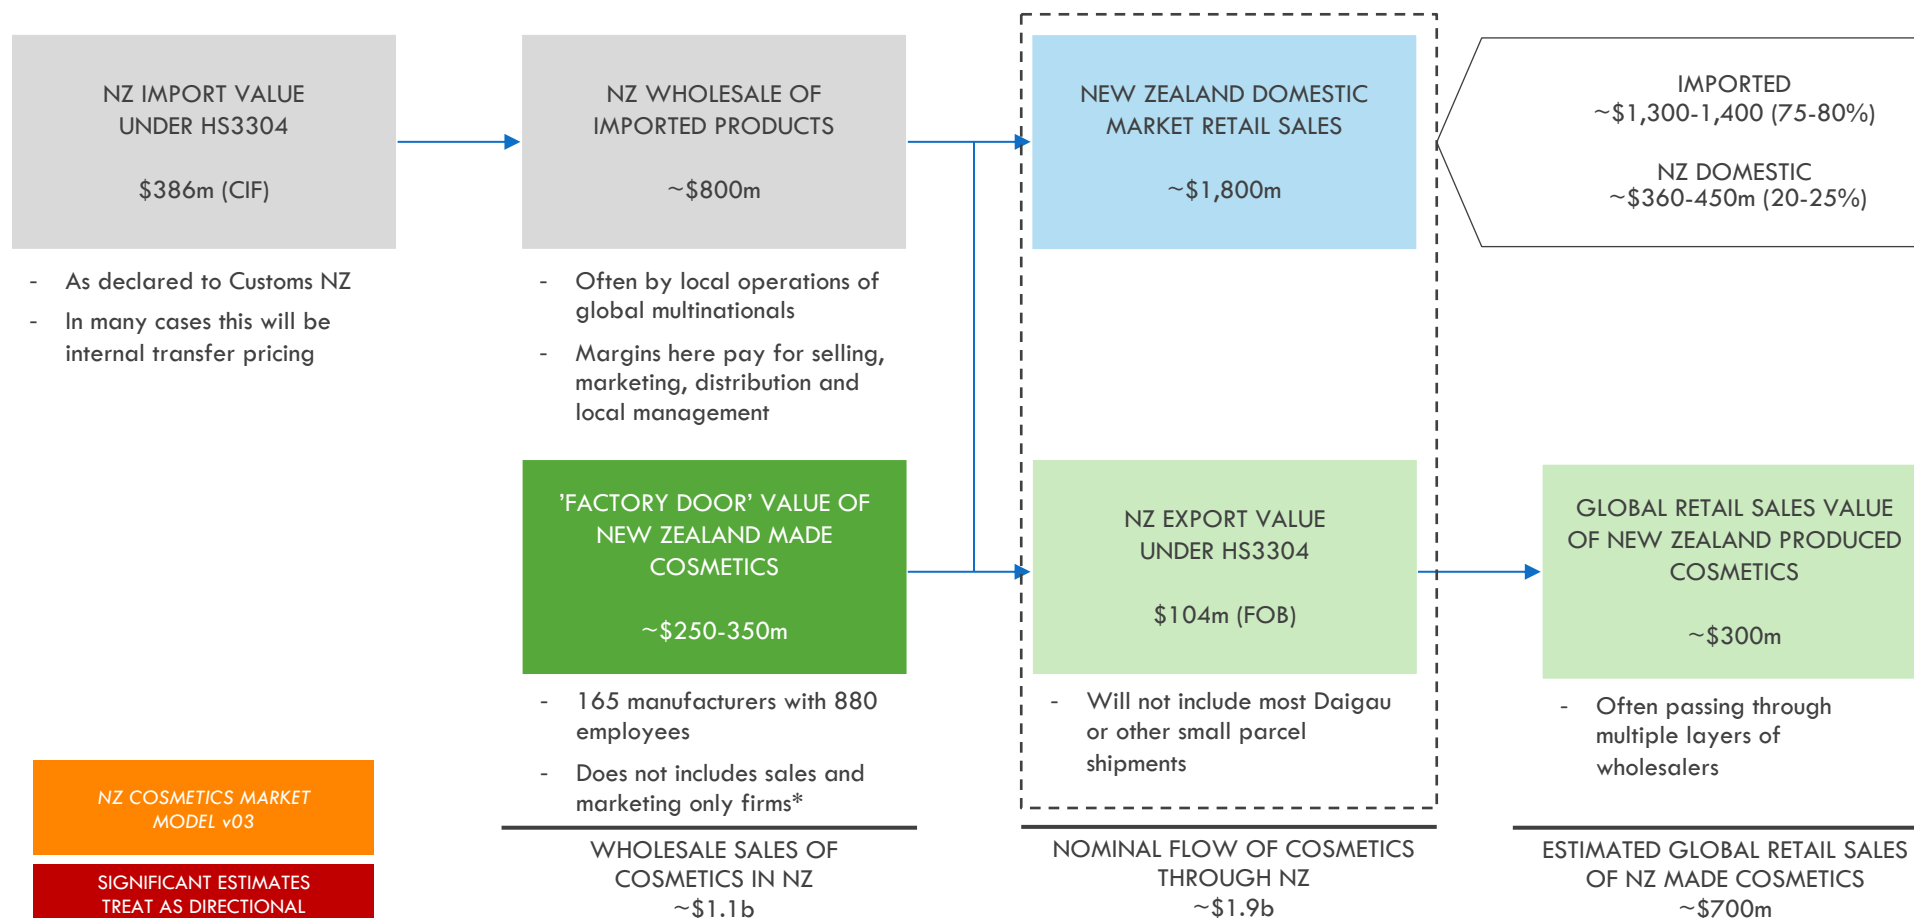 NZ IMPORT VALUE
UNDER HS3304
$386m (CIF)
- As declared to Customs NZ
- In many cases this will be
internal transfer pricing
NZ WHOLESALE OF
IMPORTED PRODUCTS
~$800m
- Often by local operations of
global multinationals
- Margins here pay for selling,
marketing, distribution and
local management
NEW ZEALAND DOMESTIC
MARKET RETAIL SALES
~$1,800m
IMPORTED
~$1,300-1,400 (75-80%)
NZ DOMESTIC
~$360-450m (20-25%)
’FACTORY DOOR’ VALUE OF
NEW ZEALAND MADE
COSMETICS
~$250-350m
- 165 manufacturers with 880
employees
- Does not includes sales and
marketing only firms*
NZ EXPORT VALUE
UNDER HS3304
$104m (FOB)
- Will not include most Daigau
or other small parcel
shipments
GLOBAL RETAIL SALES VALUE
OF NEW ZEALAND PRODUCED
COSMETICS
~$300m
- Often passing through
multiple layers of
wholesalers
NZ COSMETICS MARKET
MODEL v03
SIGNIFICANT ESTIMATES
TREAT AS DIRECTIONAL
WHOLESALE SALES OF
COSMETICS IN NZ
~$1.1b
NOMINAL FLOW OF COSMETICS
THROUGH NZ
~$1.9b
ESTIMATED GLOBAL RETAIL SALES
OF NZ MADE COSMETICS
~$700m